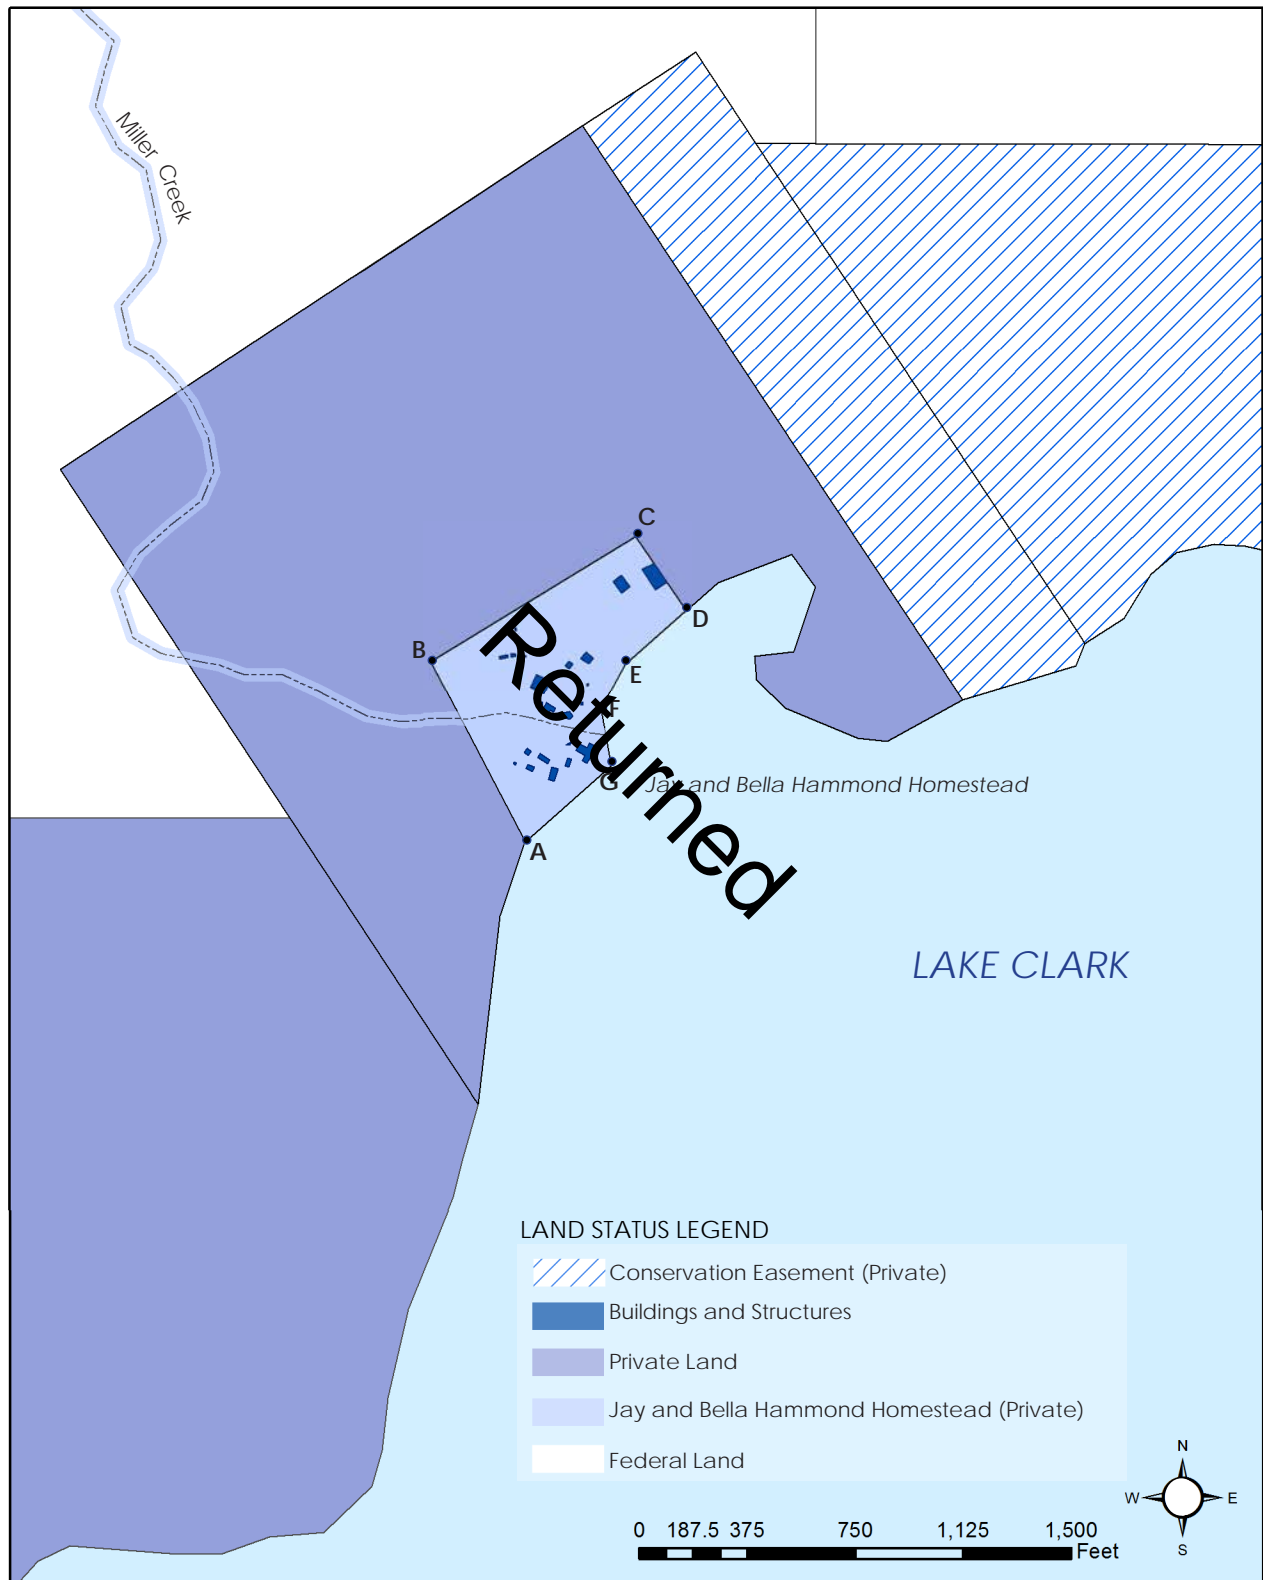 Miller Creek
C
D
B
E
F
G
Jay and Bella Hammond Homestead
A
Returned
LAKE CLARK
LAND STATUS LEGEND
Conservation Easement (Private)
Buildings and Structures
Private Land
Jay and Bella Hammond Homestead (Private)
Federal Land
N
W E
S
0 187.5 375 750 1,125 1,500
Feet